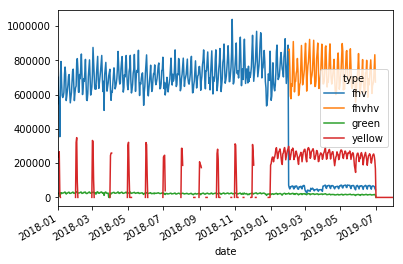 1000000
800000
600000
400000
200000
0
type
fhv
fhvhv
green
yellow
2018-01
2018-03
2018-05
2018-07
2018-09
2018-11
2019-01
2019-03
2019-05
2019-07
date